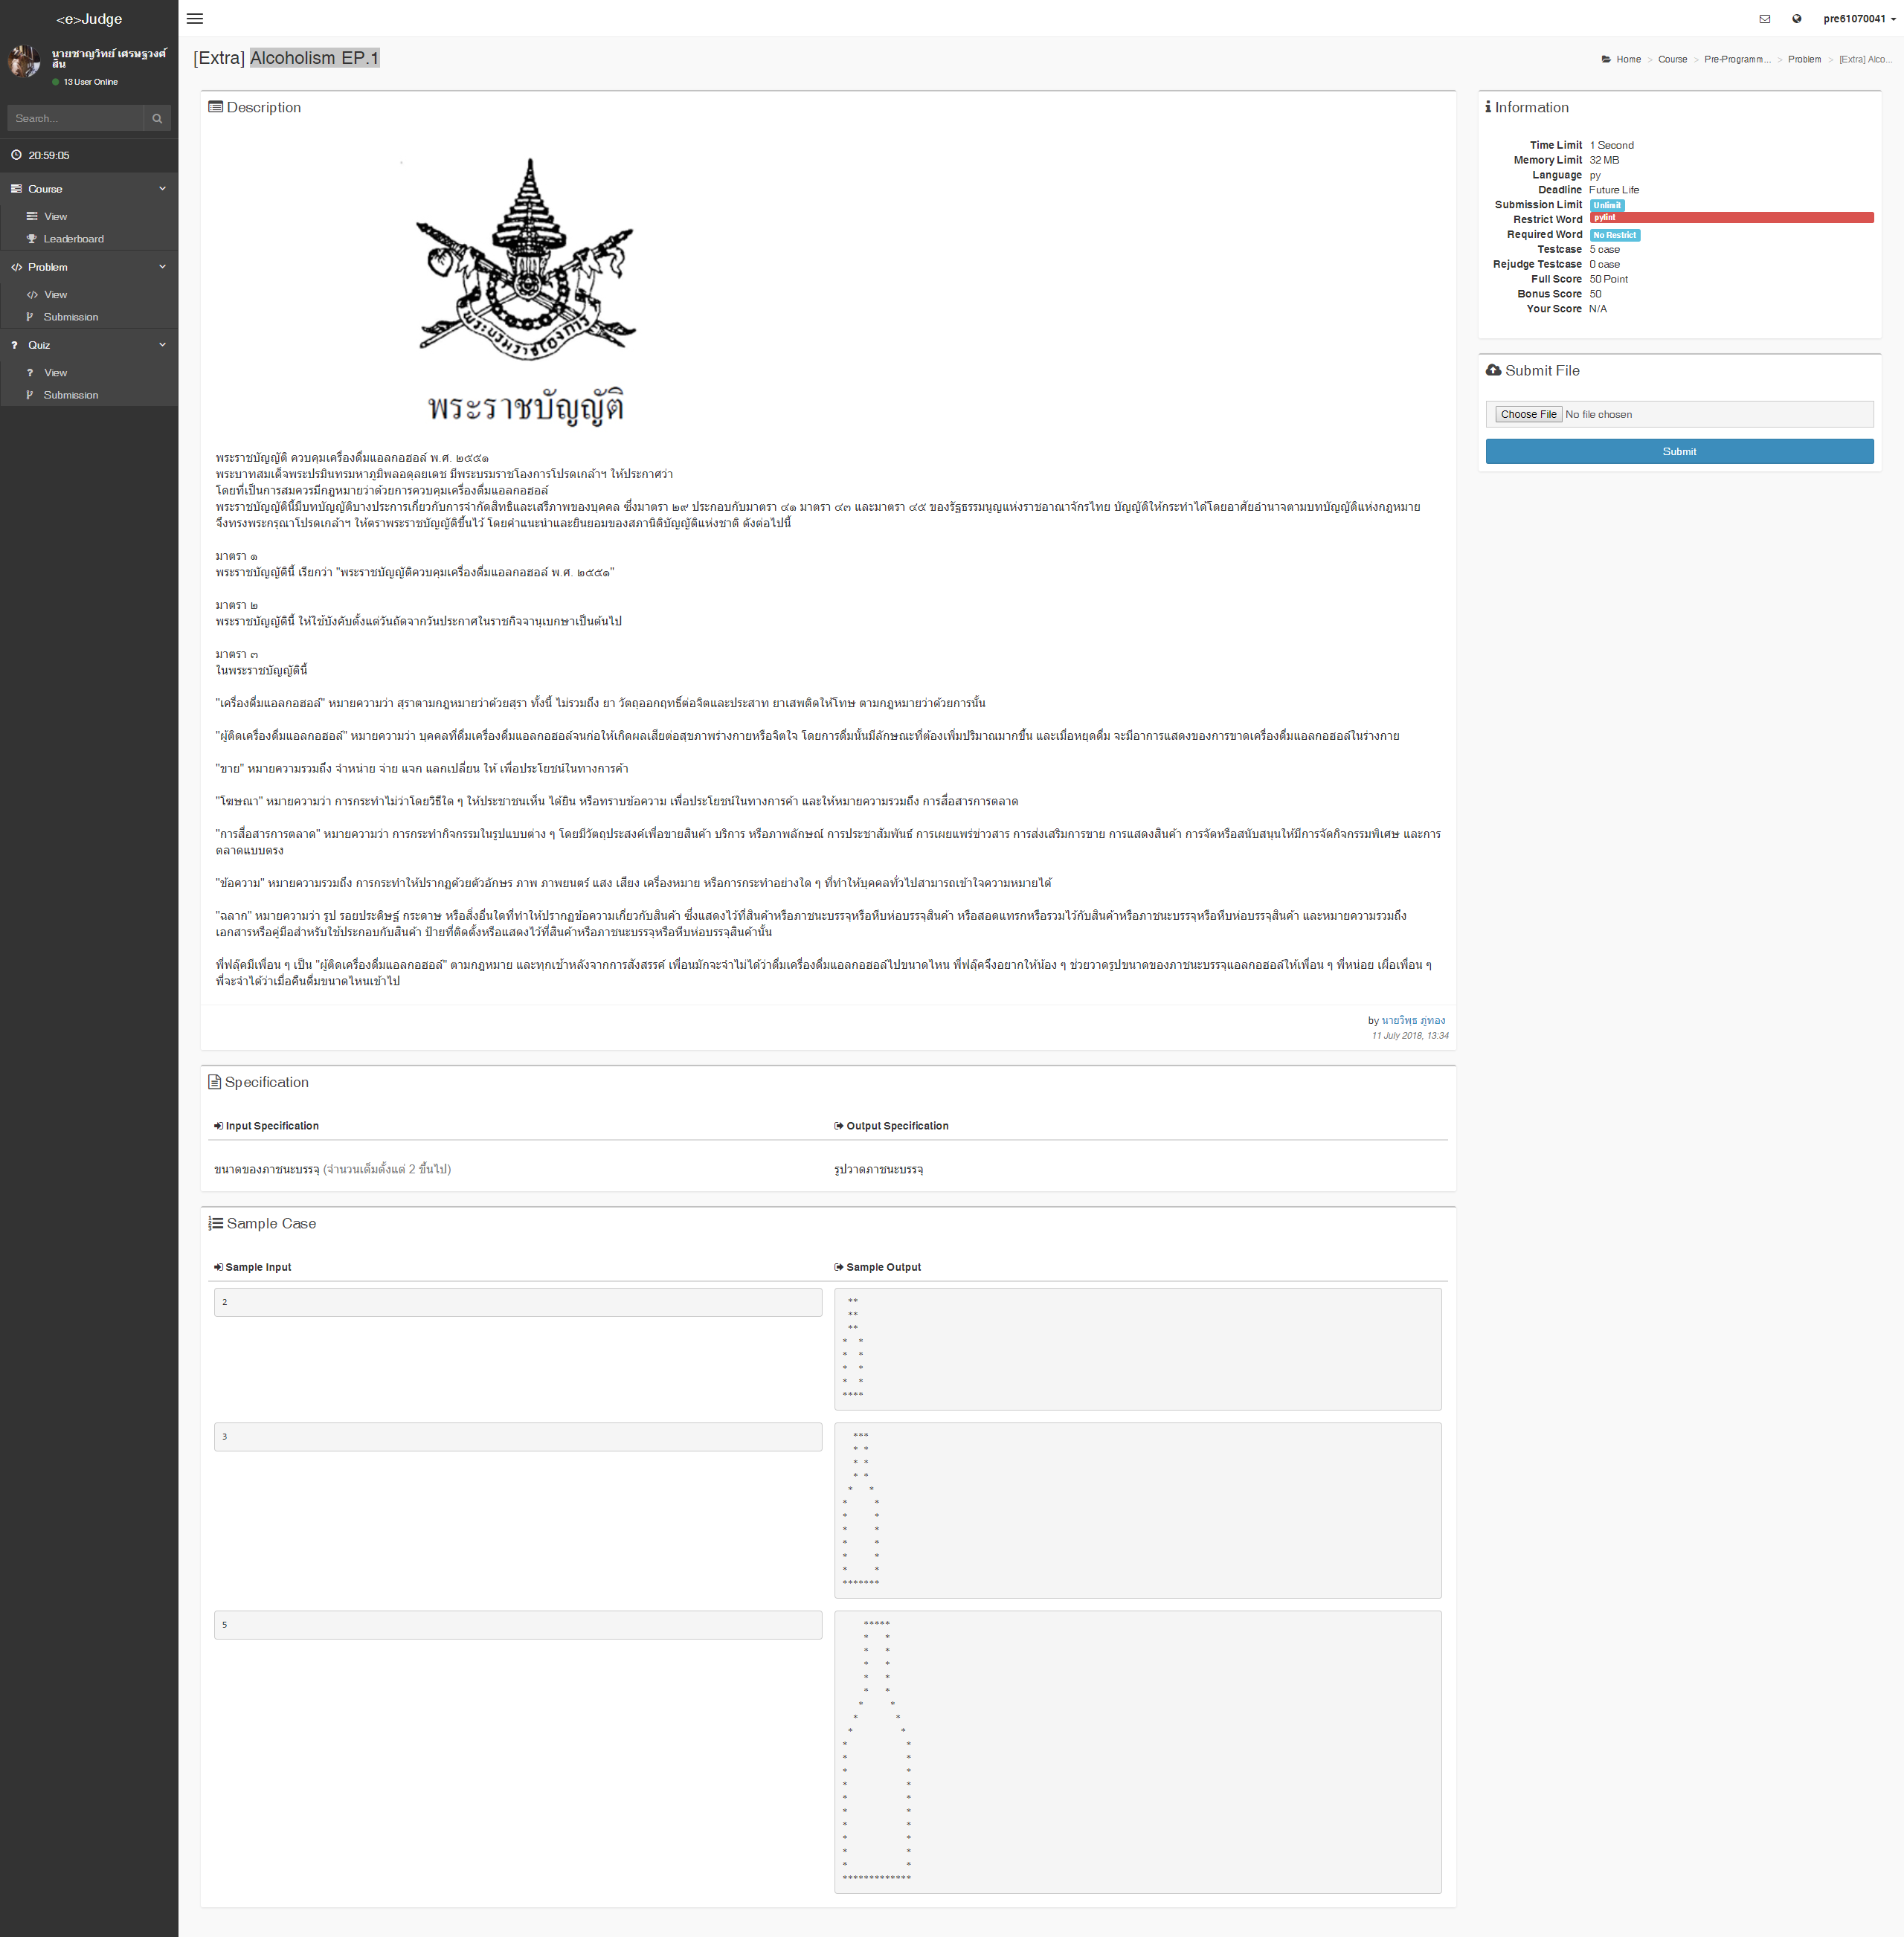 <e>Judge
pre61070041
นายชาญวิทย์ เศรษฐวงศ์
สิน
13 User Online
Search...
20:59:05
Course
View
Leaderboard
Problem
View
Submission
Quiz
View
Submission
[Extra] Alcoholism EP.1
Home > Course > Pre-Programm... > Problem > [Extra] Alco...
Description
พระบรมราชโองการ
พระราชบัญญัติ
พระราชบัญญัติ ควบคุมเครื่องดื่มแอลกอฮอล์ พ.ศ. ๒๕๕๑
พระบาทสมเด็จพระปรมินทรมหาภูมิพลอดุลยเดช มีพระบรมราชโองการโปรดเกล้าฯ ให้ประกาศว่า
โดยที่เป็นการสมควรมีกฎหมายว่าด้วยการควบคุมเครื่องดื่มแอลกอฮอล์
พระราชบัญญัตินี้มีบทบัญญัติบางประการเกี่ยวกับการจำกัดสิทธิและเสรีภาพของบุคคล ซึ่งมาตรา ๒๙ ประกอบกับมาตรา ๔๑ มาตรา ๔๓ และมาตรา ๔๕ ของรัฐธรรมนูญแห่งราชอาณาจักรไทย บัญญัติให้กระทำได้โดยอาศัยอำนาจตามบทบัญญัติแห่งกฎหมาย
จึงทรงพระกรุณาโปรดเกล้าฯ ให้ตราพระราชบัญญัติขึ้นไว้ โดยคำแนะนำและยินยอมของสภานิติบัญญัติแห่งชาติ ดังต่อไปนี้
มาตรา ๑
พระราชบัญญัตินี้ เรียกว่า "พระราชบัญญัติควบคุมเครื่องดื่มแอลกอฮอล์ พ.ศ. ๒๕๕๑"
มาตรา ๒
พระราชบัญญัตินี้ ให้ใช้บังคับตั้งแต่วันถัดจากวันประกาศในราชกิจจานุเบกษาเป็นต้นไป
มาตรา ๓
ในพระราชบัญญัตินี้
"เครื่องดื่มแอลกอฮอล์" หมายความว่า สุราตามกฎหมายว่าด้วยสุรา ทั้งนี้ ไม่รวมถึง ยา วัตถุออกฤทธิ์ต่อจิตและประสาท ยาเสพติดให้โทษ ตามกฎหมายว่าด้วยการนั้น
"ผู้ติดเครื่องดื่มแอลกอฮอล์" หมายความว่า บุคคลที่ดื่มเครื่องดื่มแอลกอฮอล์จนก่อให้เกิดผลเสียต่อสุขภาพร่างกายหรือจิตใจ โดยการดื่มนั้นมีลักษณะที่ต้องเพิ่มปริมาณมากขึ้น และเมื่อหยุดดื่ม จะมีอาการแสดงของการขาดเครื่องดื่มแอลกอฮอล์ในร่างกาย
"ขาย" หมายความรวมถึง จำหน่าย จ่าย แจก แลกเปลี่ยน ให้ เพื่อประโยชน์ในทางการค้า
"โฆษณา" หมายความว่า การกระทำไม่ว่าโดยวิธีใด ๆ ให้ประชาชนเห็น ได้ยิน หรือทราบข้อความ เพื่อประโยชน์ในทางการค้า และให้หมายความรวมถึง การสื่อสารการตลาด
"การสื่อสารการตลาด" หมายความว่า การกระทำกิจกรรมในรูปแบบต่าง ๆ โดยมีวัตถุประสงค์เพื่อขายสินค้า บริการ หรือภาพลักษณ์ การประชาสัมพันธ์ การเผยแพร่ข่าวสาร การส่งเสริมการขาย การแสดงสินค้า การจัดหรือสนับสนุนให้มีการจัดกิจกรรมพิเศษ และการ
ตลาดแบบตรง
"ข้อความ" หมายความรวมถึง การกระทำให้ปรากฏด้วยตัวอักษร ภาพ ภาพยนตร์ แสง เสียง เครื่องหมาย หรือการกระทำอย่างใด ๆ ที่ทำให้บุคคลทั่วไปสามารถเข้าใจความหมายได้
"ฉลาก" หมายความว่า รูป รอยประดิษฐ์ กระดาษ หรือสิ่งอื่นใดที่ทำให้ปรากฏข้อความเกี่ยวกับสินค้า ซึ่งแสดงไว้ที่สินค้าหรือภาชนะบรรจุหรือหีบห่อบรรจุสินค้า หรือสอดแทรกหรือรวมไว้กับสินค้าหรือภาชนะบรรจุหรือหีบห่อบรรจุสินค้า และหมายความรวมถึง
เอกสารหรือคู่มือสำหรับใช้ประกอบกับสินค้า ป้ายที่ติดตั้งหรือแสดงไว้ที่สินค้าหรือภาชนะบรรจุหรือหีบห่อบรรจุสินค้านั้น
พี่ฟลุ๊คมีเพื่อน ๆ เป็น "ผู้ติดเครื่องดื่มแอลกอฮอล์" ตามกฎหมาย และทุกเช้าหลังจากการสังสรรค์ เพื่อนมักจะจำไม่ได้ว่าดื่มเครื่องดื่มแอลกอฮอล์ไปขนาดไหน พี่ฟลุ๊คจึงอยากให้น้อง ๆ ช่วยวาดรูปขนาดของภาชนะบรรจุแอลกอฮอล์ให้เพื่อน ๆ พี่หน่อย เผื่อเพื่อน ๆ
พี่จะจำได้ว่าเมื่อคืนดื่มขนาดไหนเข้าไป
by นายวิพุธ ภู่ทอง
11 July 2018, 13:34
Information
Time Limit 1 Second
Memory Limit 32 MB
Language py
Deadline Future Life
Submission Limit Unlimit
Restrict Word pylint
Required Word No Restrict
Testcase 5 case
Rejudge Testcase 0 case
Full Score 50 Point
Bonus Score 50
Your Score N/A
Submit File
Choose File No file chosen
Submit
Specification
Input Specification
Output Specification
ขนาดของภาชนะบรรจุ (จำนวนเต็มตั้งแต่ 2 ขึ้นไป)
รูปวาดภาชนะบรรจุ
Sample Case
Sample Input
Sample Output
2
 **
 **
 **
*  *
*  *
*  *
*  *
****
3
  ***
  * *
  * *
  * *
 *   *
*     *
*     *
*     *
*     *
*     *
*     *
*******
5
    *****
    *   *
    *   *
    *   *
    *   *
    *   *
   *     *
  *       *
 *         *
*           *
*           *
*           *
*           *
*           *
*           *
*           *
*           *
*           *
*           *
*************